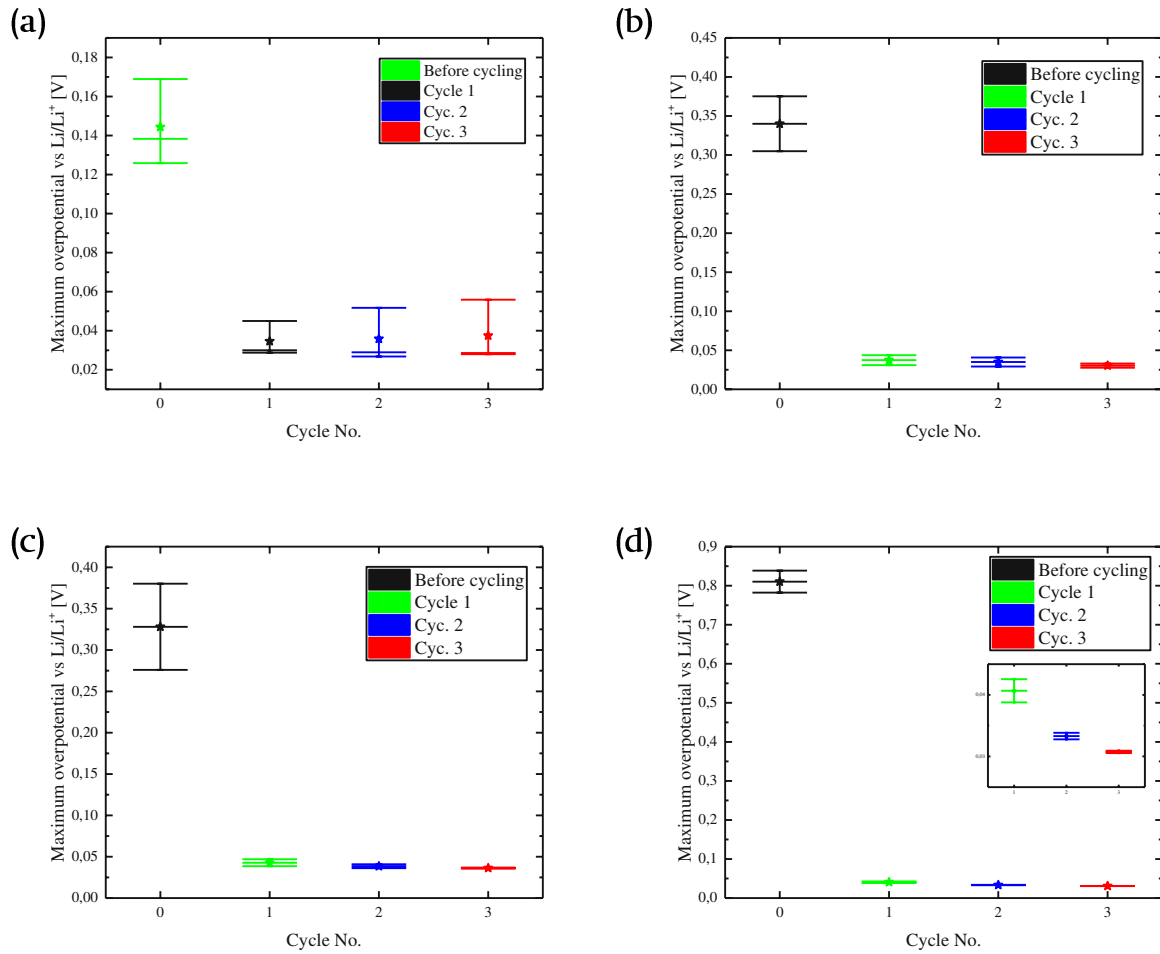 (a)
Maximum overpotential vs Li/Li⁺ [V]
0,18
0,16
0,14
0,12
0,10
0,08
0,06
0,04
0,02
Before cycling
Cycle 1
Cyc. 2
Cyc. 3
0 1 2 3
Cycle No.
(b)
Maximum overpotential vs Li/Li⁺ [V]
0,45
0,40
0,35
0,30
0,25
0,20
0,15
0,10
0,05
0,00
Before cycling
Cycle 1
Cyc. 2
Cyc. 3
0 1 2 3
Cycle No.
(c)
Maximum overpotential vs Li/Li⁺ [V]
0,40
0,35
0,30
0,25
0,20
0,15
0,10
0,05
0,00
Before cycling
Cycle 1
Cyc. 2
Cyc. 3
0 1 2 3
Cycle No.
(d)
Maximum overpotential vs Li/Li⁺ [V]
0,9
0,8
0,7
0,6
0,5
0,4
0,3
0,2
0,1
0,0
Before cycling
Cycle 1
Cyc. 2
Cyc. 3
0,04
0,03
1 2 3
0 1 2 3
Cycle No.